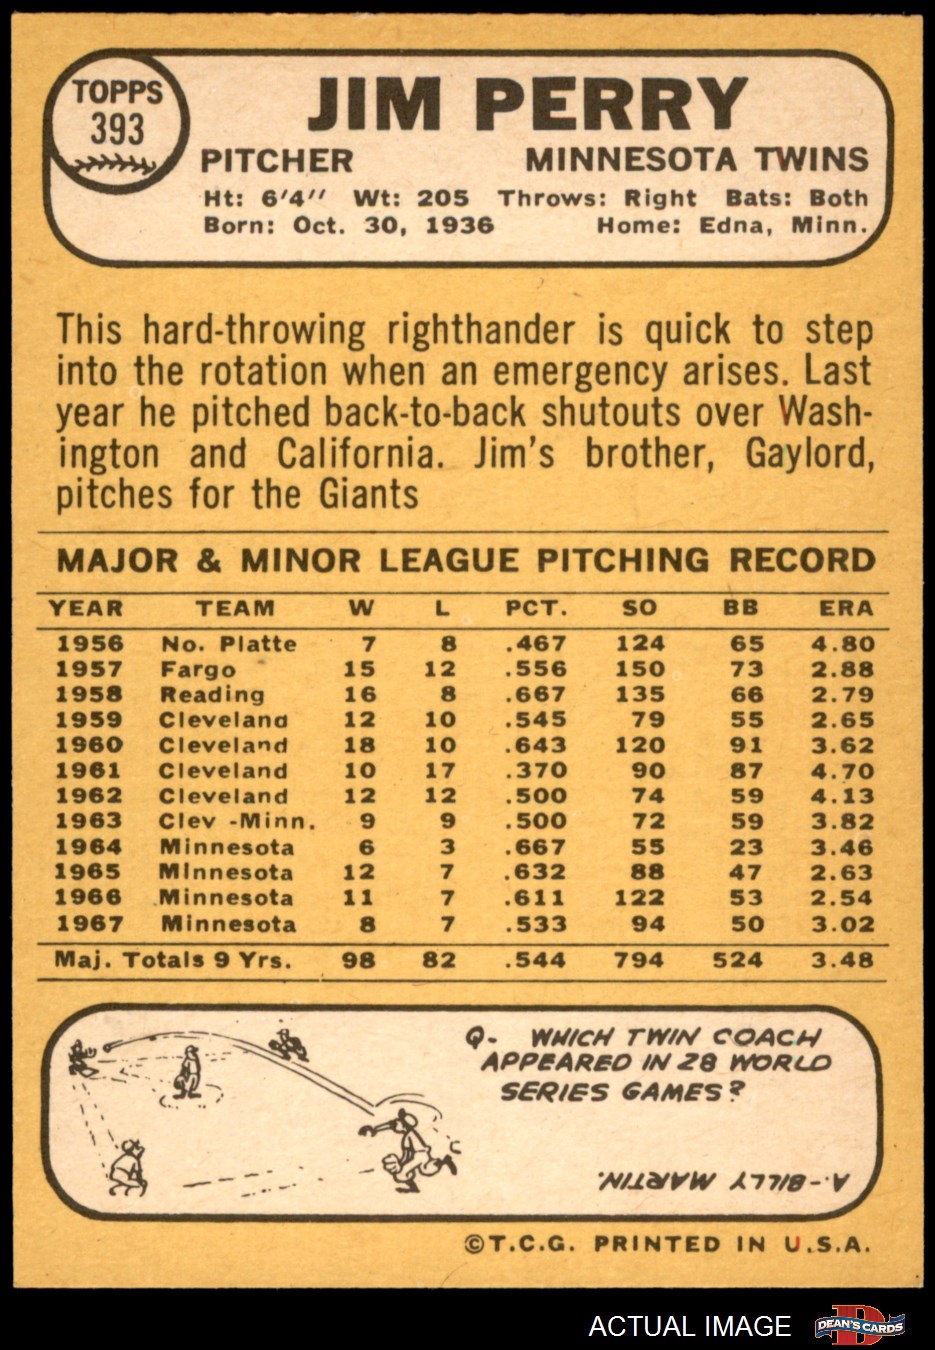 TOPPS
393
JIM PERRY
PITCHER MINNESOTA TWINS
Ht: 6'4" Wt: 205 Throws: Right Bats: Both
Born: Oct. 30, 1936 Home: Edna, Minn.
This hard-throwing righthander is quick to step
into the rotation when an emergency arises. Last
year he pitched back-to-back shutouts over Wash-
ington and California. Jim's brother, Gaylord,
pitches for the Giants
MAJOR & MINOR LEAGUE PITCHING RECORD
YEAR TEAM W L PCT. SO BB ERA
1956 No. Platte 7 8 .467 124 65 4.80
1957 Fargo 15 12 .556 150 73 2.88
1958 Reading 16 8 .667 135 66 2.79
1959 Cleveland 12 10 .545 79 55 2.65
1960 Cleveland 18 10 .643 120 91 3.62
1961 Cleveland 10 17 .370 90 87 4.70
1962 Cleveland 12 12 .500 74 59 4.13
1963 Clev -Minn. 9 9 .500 72 59 3.82
1964 Minnesota 6 3 .667 55 23 3.46
1965 Minnesota 12 7 .632 88 47 2.63
1966 Minnesota 11 7 .611 122 53 2.54
1967 Minnesota 8 7 .533 94 50 3.02
Maj. Totals 9 Yrs. 98 82 .544 794 524 3.48
Q- WHICH TWIN COACH
APPEARED IN 28 WORLD
SERIES GAMES?
A.-BILLY MARTIN.
©T.C.G. PRINTED IN U.S.A.
ACTUAL IMAGE
DEAN'S CARDS